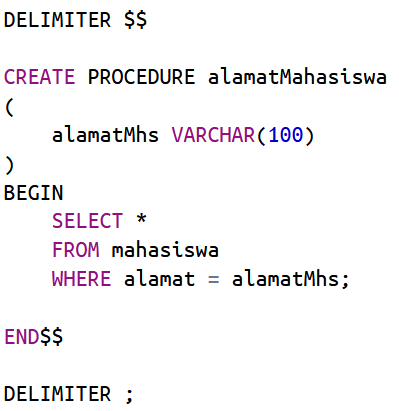 DELIMITER $$
CREATE PROCEDURE alamatMahasiswa
(
    alamatMhs VARCHAR(100)
)
BEGIN
    SELECT *
    FROM mahasiswa
    WHERE alamat = alamatMhs;
END$$
DELIMITER ;